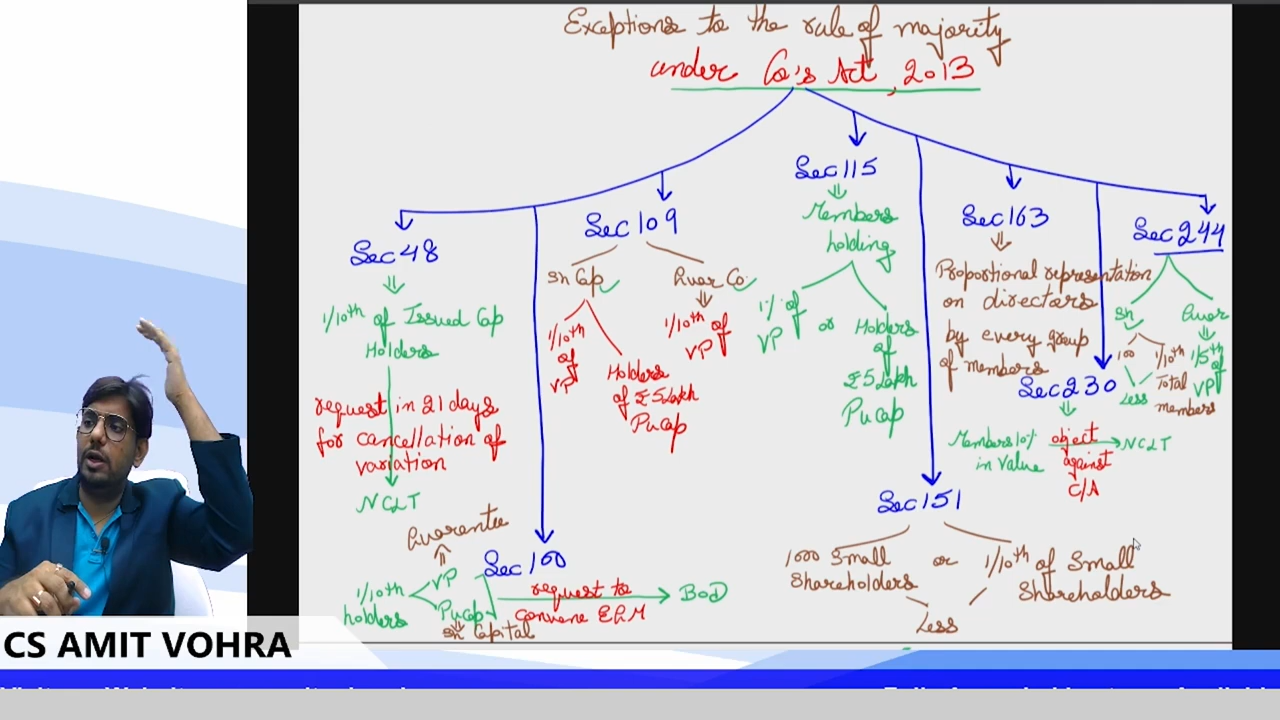 Exceptions to the rule of majority
under Co's Act, 2013
Sec 48
1/10th of Issued Cap
Holders
request in 21 days
for cancellation of
variation
NCLT
Sec 100
Guarantee
1/10th
holders
VP
Pucap
Sh Capital
request to
convene EGM
BoD
Sec 109
Sh Cap
1/10th
of
VP
Holders
of ₹5Lakh
Pucap
Guar Co.
1/10th of
VP
Sec 115
Members
holding
1% of
VP
or
Holders
of
₹5Lakh
Pucap
Sec 151
1000 Small
Shareholders
or
1/10th of Small
Shareholders
Less
Sec 163
Proportional representation
on directors
by every group
of members
Sec 230
Members 10%
in Value
object
against
C/A
NCLT
Sec 244
Sh
100
1/10th
Total
members
Less
Guar
1/5th
of
VP
CS AMIT VOHRA